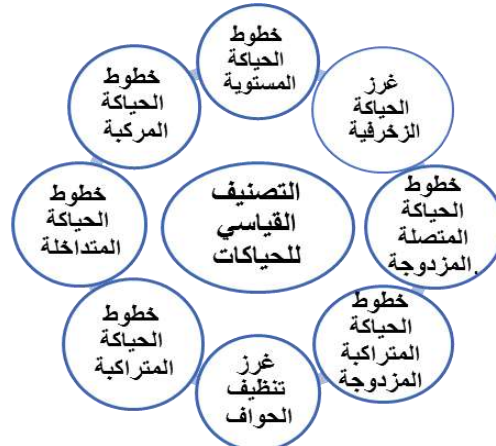 خطوط
الحياكة
المستوية
غرز
الحياكة
الزخرفية
خطوط
الحياكة
المتصلة
المزدوجة.
خطوط
الحياكة
المتراكبة
المزدوجة
غرز
تنظيف
الحواف
خطوط
الحياكة
المتراكبة
خطوط
الحياكة
المتداخلة
خطوط
الحياكة
المركبة
التصنيف
القياسي
للحياكات